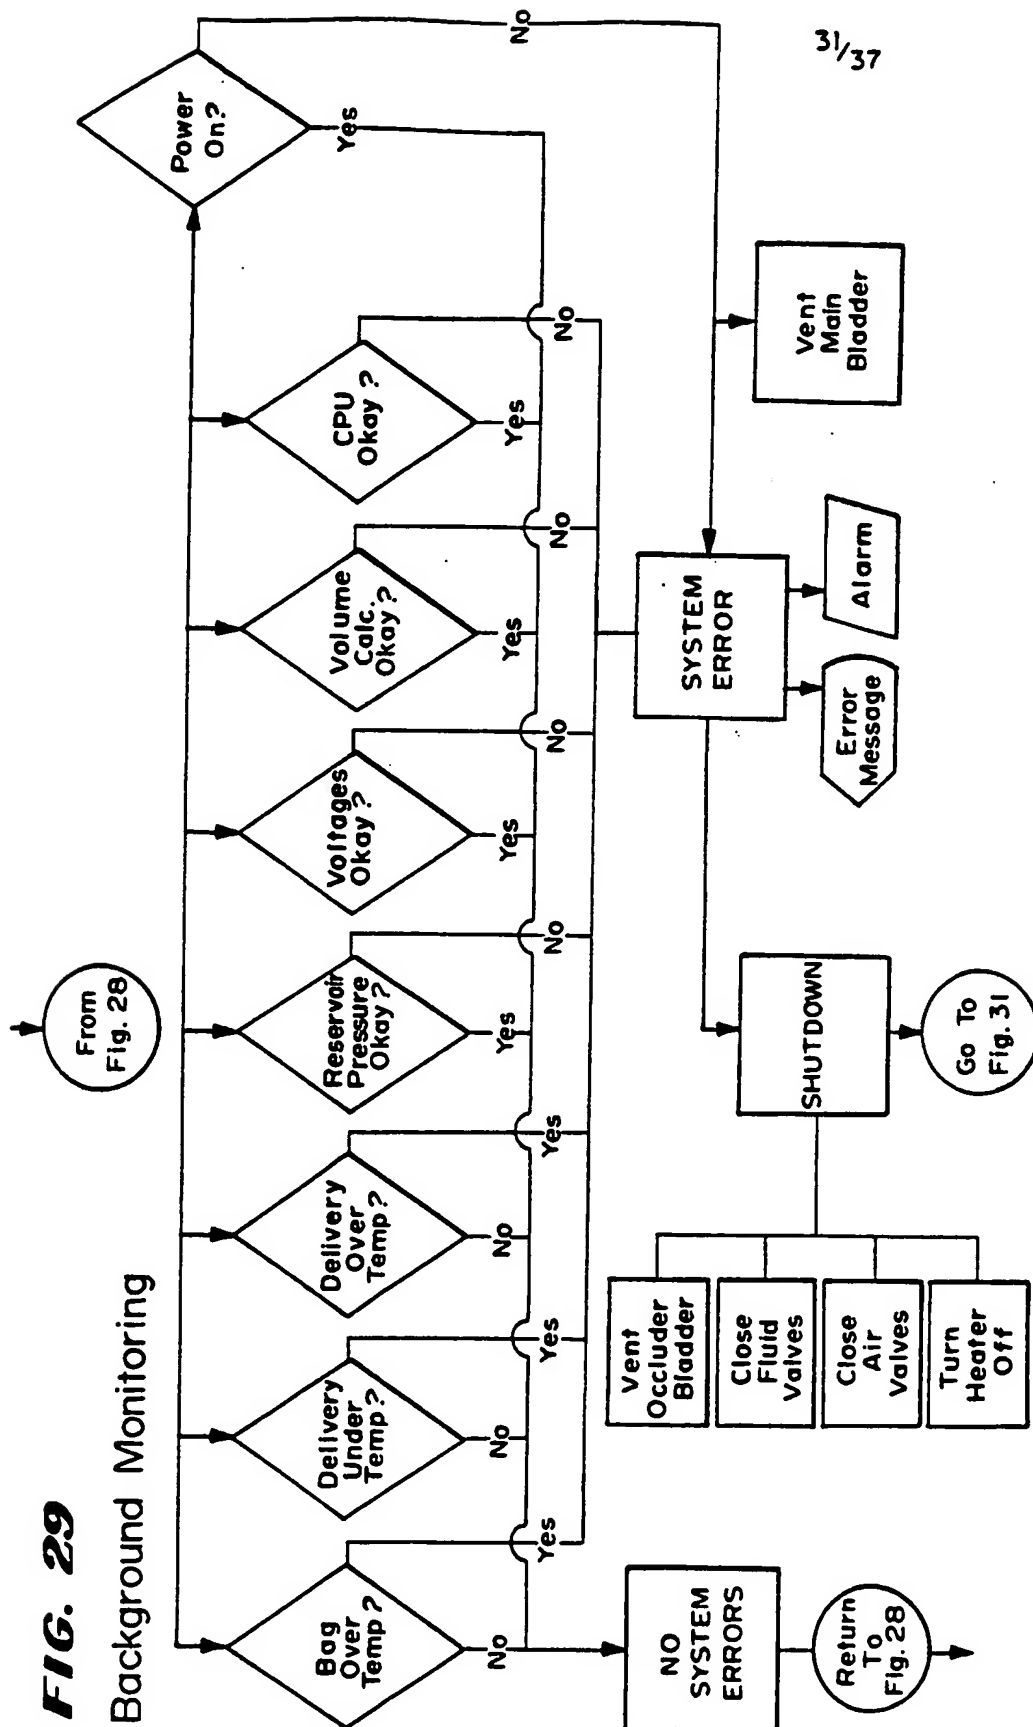 FIG. 29
Background Monitoring
From
Fig. 28
Bag
Over
Temp?
Yes
No
Delivery
Under
Temp?
Yes
No
Delivery
Over
Temp?
Yes
No
Reservoir
Pressure
Okay?
No
Yes
Voltages
Okay?
No
Yes
Volume
Calc.
Okay?
No
Yes
CPU
Okay?
No
Yes
Power
On?
No
Yes
NO
SYSTEM
ERRORS
Return
To
Fig. 28
Vent
Occluder
Bladder
Close
Fluid
Valves
Close
Air
Valves
Turn
Heater
Off
SHUTDOWN
Go To
Fig. 31
SYSTEM
ERROR
Error
Message
Alarm
Vent
Main
Bladder
31/37